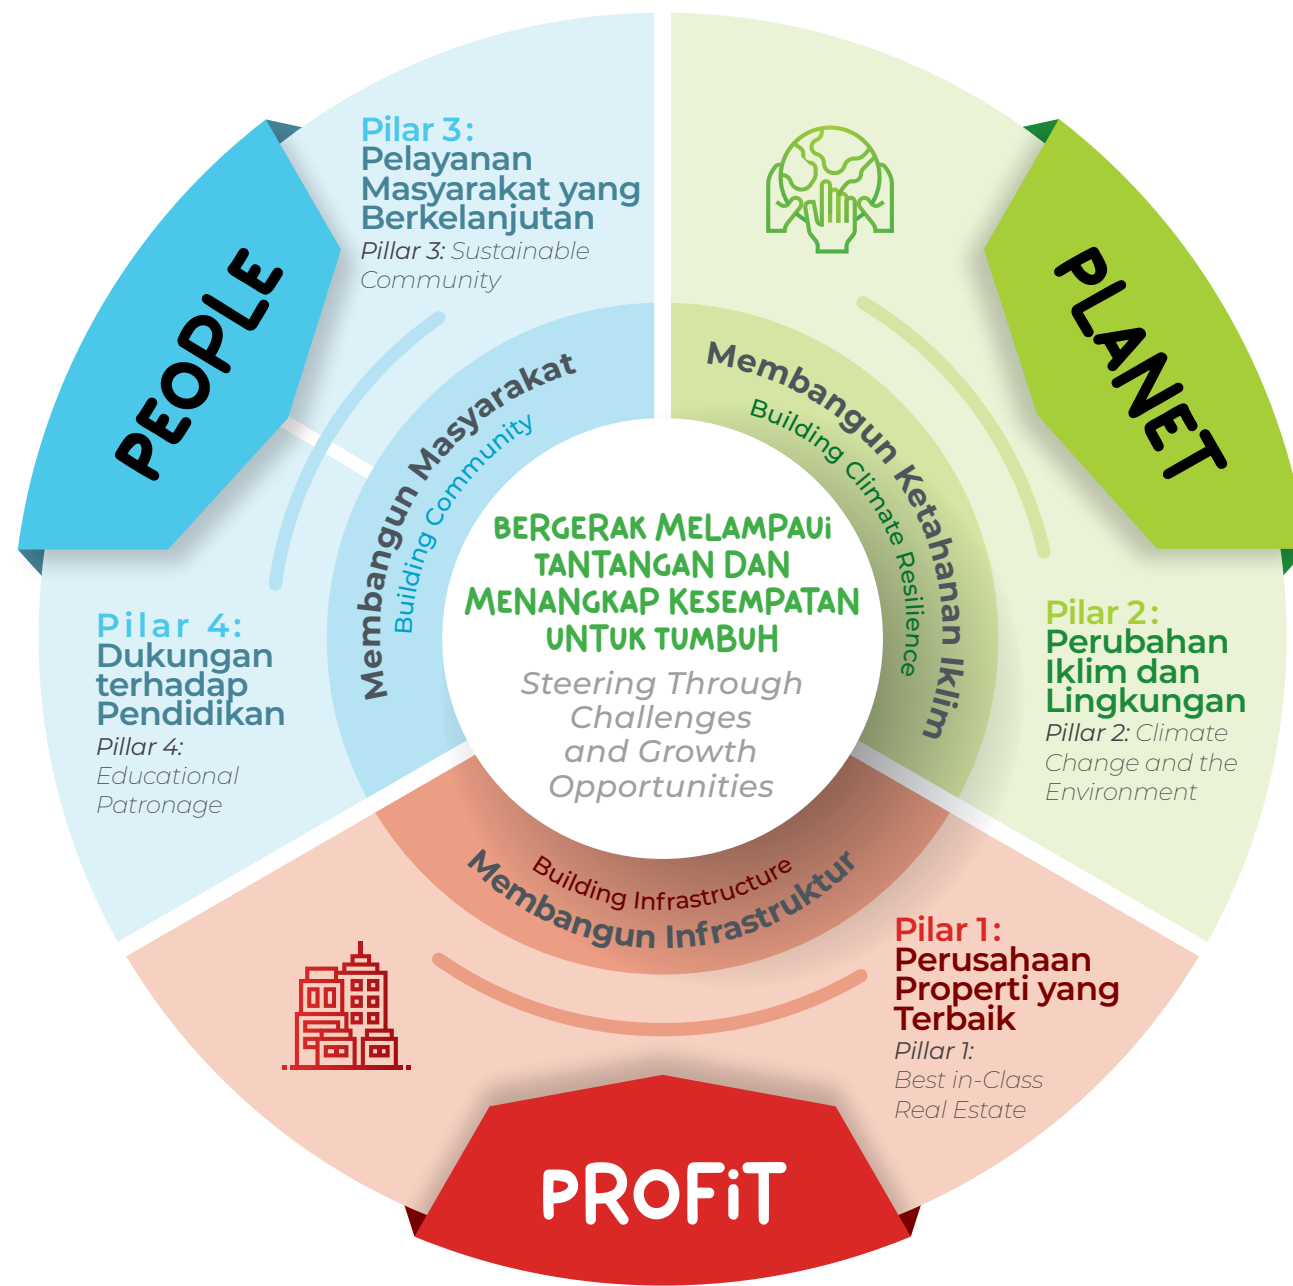 PEOPLE
Pilar 3:
Pelayanan
Masyarakat yang
Berkelanjutan
Pillar 3: Sustainable
Community
Pilar 4:
Dukungan
terhadap
Pendidikan
Pillar 4:
Educational
Patronage
Membangun Masyarakat
Building Community
PLANET
Membangun Ketahanan Iklim
Building Climate Resilience
Pilar 2:
Perubahan
Iklim dan
Lingkungan
Pillar 2: Climate
Change and the
Environment
BERGERAK MELAMPAUi
TANTANGAN DAN
MENANGKAP KESEMPATAN
UNTUK TUMBUH
Steering Through
Challenges
and Growth
Opportunities
Building Infrastructure
Membangun Infrastruktur
Pilar 1:
Perusahaan
Properti yang
Terbaik
Pillar 1:
Best in-Class
Real Estate
PROFiT